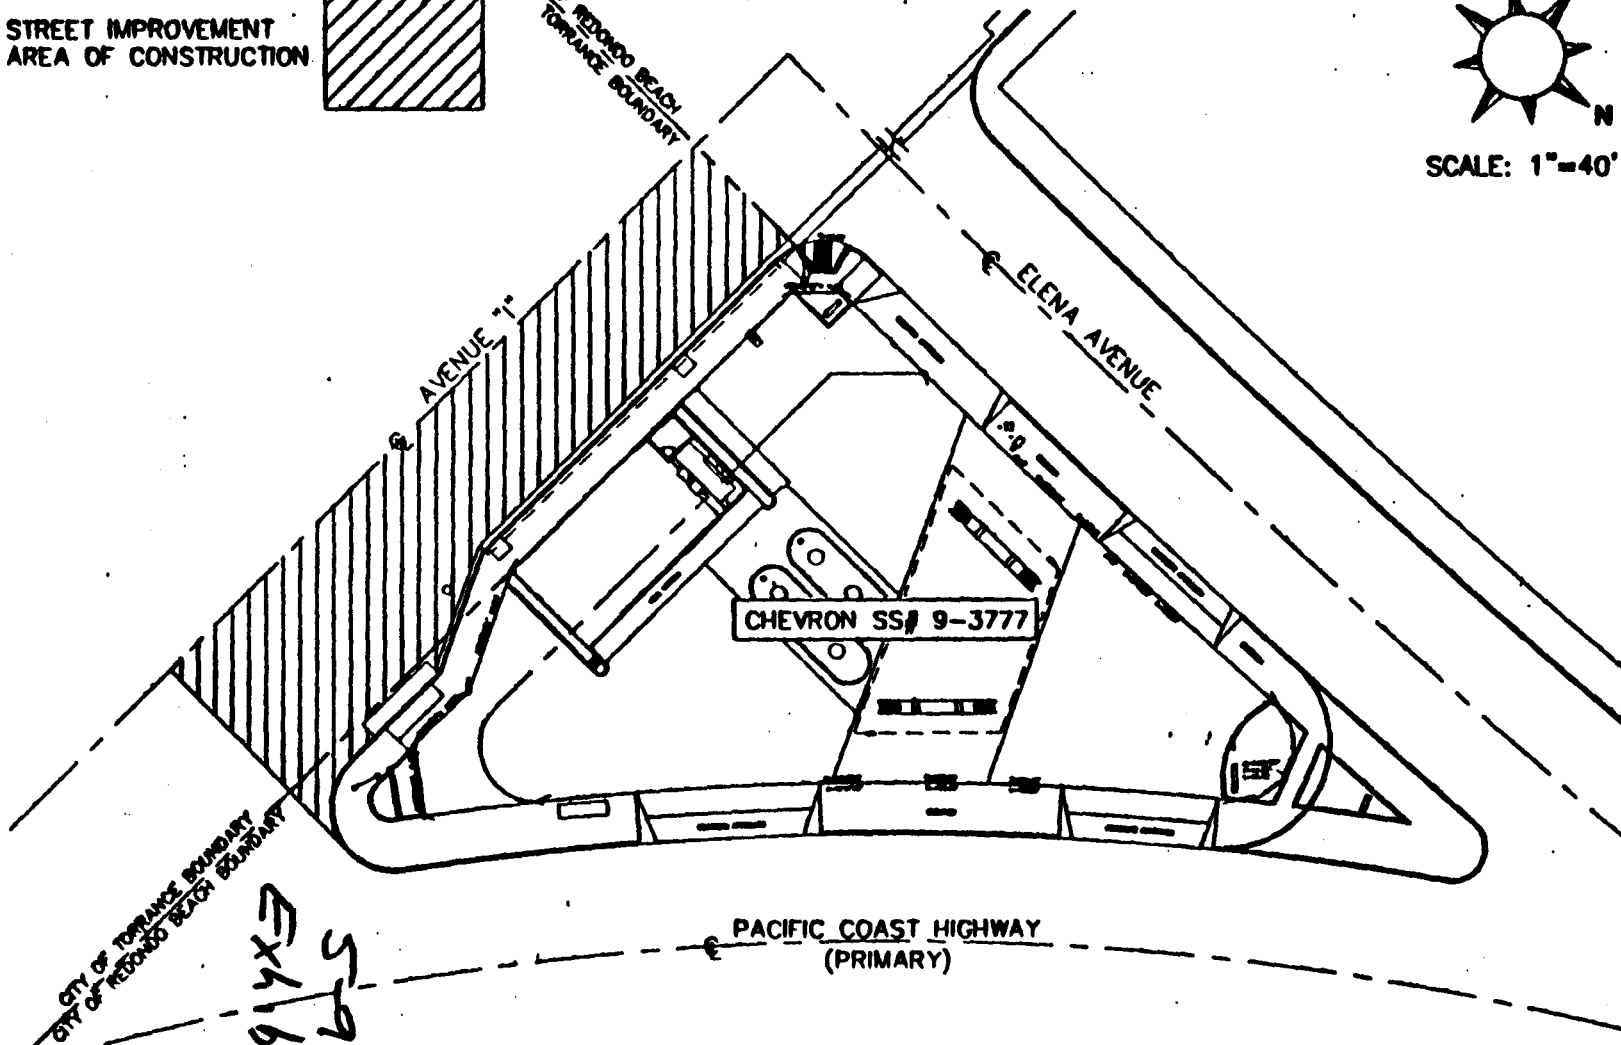 STREET IMPROVEMENT
AREA OF CONSTRUCTION
REDONDO BEACH
TORRANCE BOUNDARY
N
SCALE: 1"=40'
AVENUE "I"
ELENA AVENUE
CHEVRON SS# 9-3777
CITY OF TORRANCE BOUNDARY
CITY OF REDONDO BEACH BOUNDARY
PACIFIC COAST HIGHWAY
(PRIMARY)